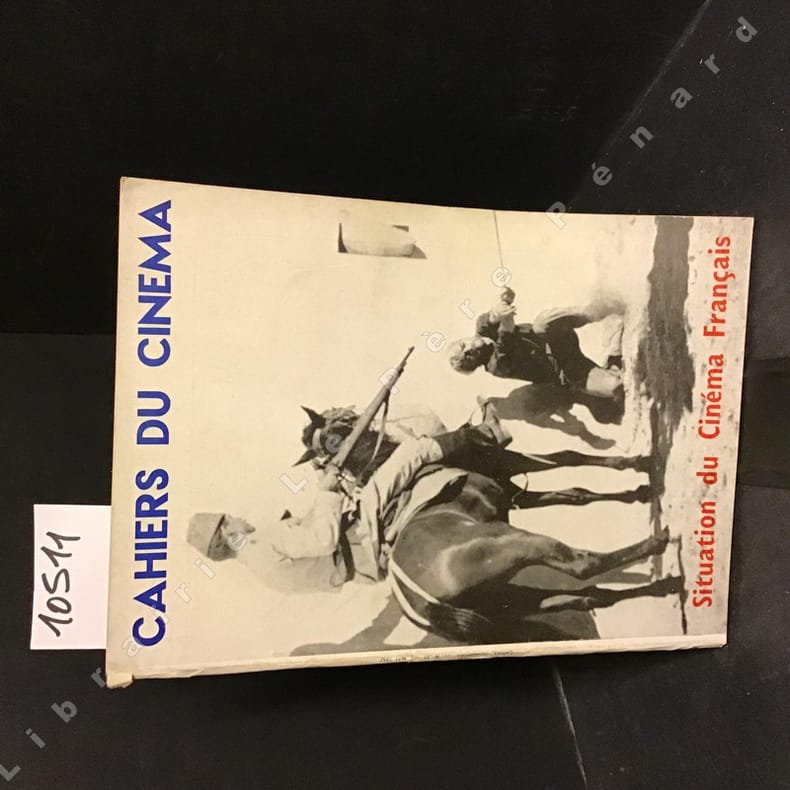 CAHIERS DU CINEMA
Situation du Cinéma Français
10511
Librairie Le Père Pénard